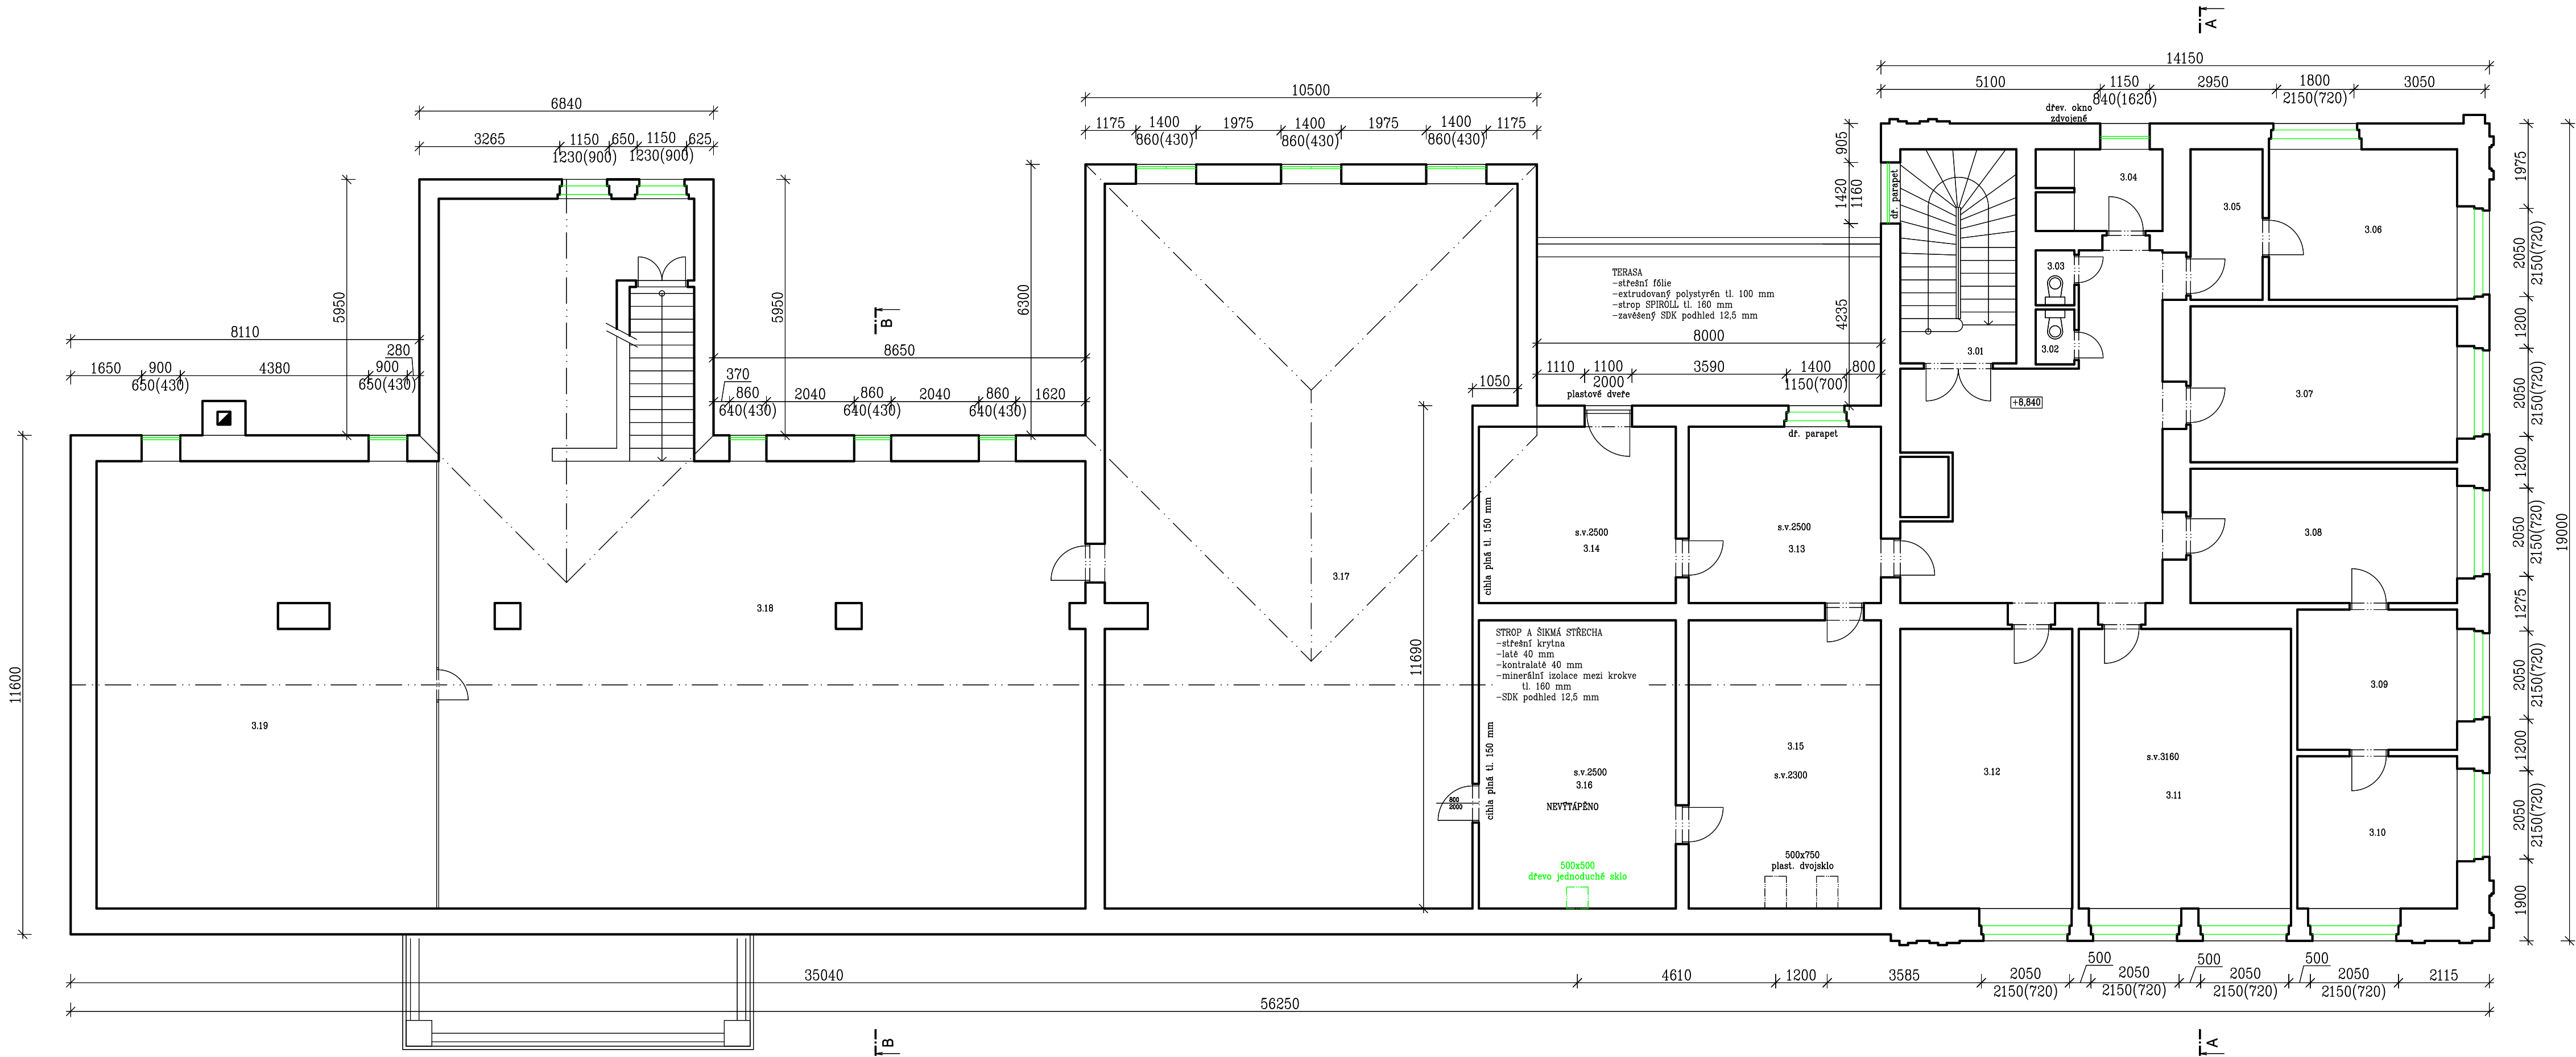 A
14150
5100 1150 2950 1800 3050
840(1620) 2150(720)
dřev. okno
zdvojené
6840
3265 1150 650 1150 625
1230(900) 1230(900)
10500
1175 1400 1975 1400 1975 1400 1175
860(430) 860(430) 860(430)
905
1420
1160
4235
dř. parapet
3.04
3.05
3.06
3.03
3.02
3.01
1975
2050
2150(720)
1200
2050
2150(720)
1200
2050
2150(720)
1275
2050
2150(720)
1200
2050
2150(720)
1900
19000
5950
5950
6300
B
TERASA
-střešní fólie
-extrudovaný polystyrén tl. 100 mm
-strop SPIROLL tl. 160 mm
-zavěšený SDK podhled 12,5 mm
8110
280
1650 900 4380 900
650(430) 650(430)
8650
370
860 2040 860 2040 860 1620
640(430) 640(430) 640(430)
8000
1050 1110 1100 3590 1400 800
2000 1150(700)
plastové dveře
dř. parapet
+8,840
3.07
3.08
3.09
3.10
cihla plná tl. 150 mm
s.v.2500
3.14
s.v.2500
3.13
3.17
3.18
3.19
11600
11690
STROP A ŠIKMÁ STŘECHA
-střešní krytna
-latě 40 mm
-kontralatě 40 mm
-minerální izolace mezi krokve
tl. 160 mm
-SDK podhled 12,5 mm
cihla plná tl. 150 mm
800
2000
s.v.2500
3.16
NEVYTÁPĚNO
3.15
s.v.2300
3.12
s.v.3160
3.11
500x500
dřevo jednoduché sklo
500x750
plast. dvojsklo
35040 4610 1200 3585 2050 500 2050 500 2050 500 2050 2115
2150(720) 2150(720) 2150(720) 2150(720)
56250
B
A